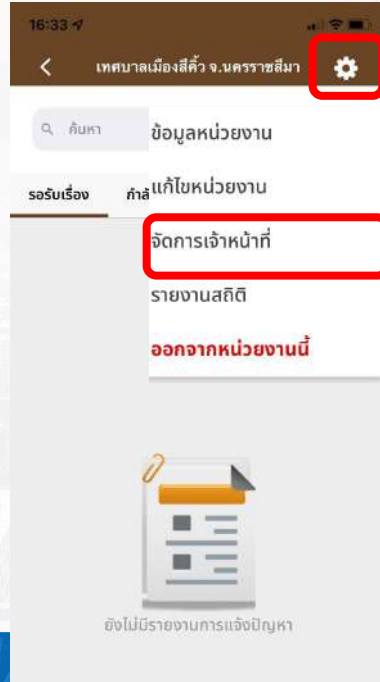 16:33
เทศบาลเมืองสีคิ้ว จ.นครราชสีมา
ค้นหา
ข้อมูลหน่วยงาน
แก้ไขหน่วยงาน
รอรับเรื่อง กำลั
จัดการเจ้าหน้าที่
รายงานสถิติ
ออกจากหน่วยงานนี้
ยังไม่มีรายงานการแจ้งปัญหา